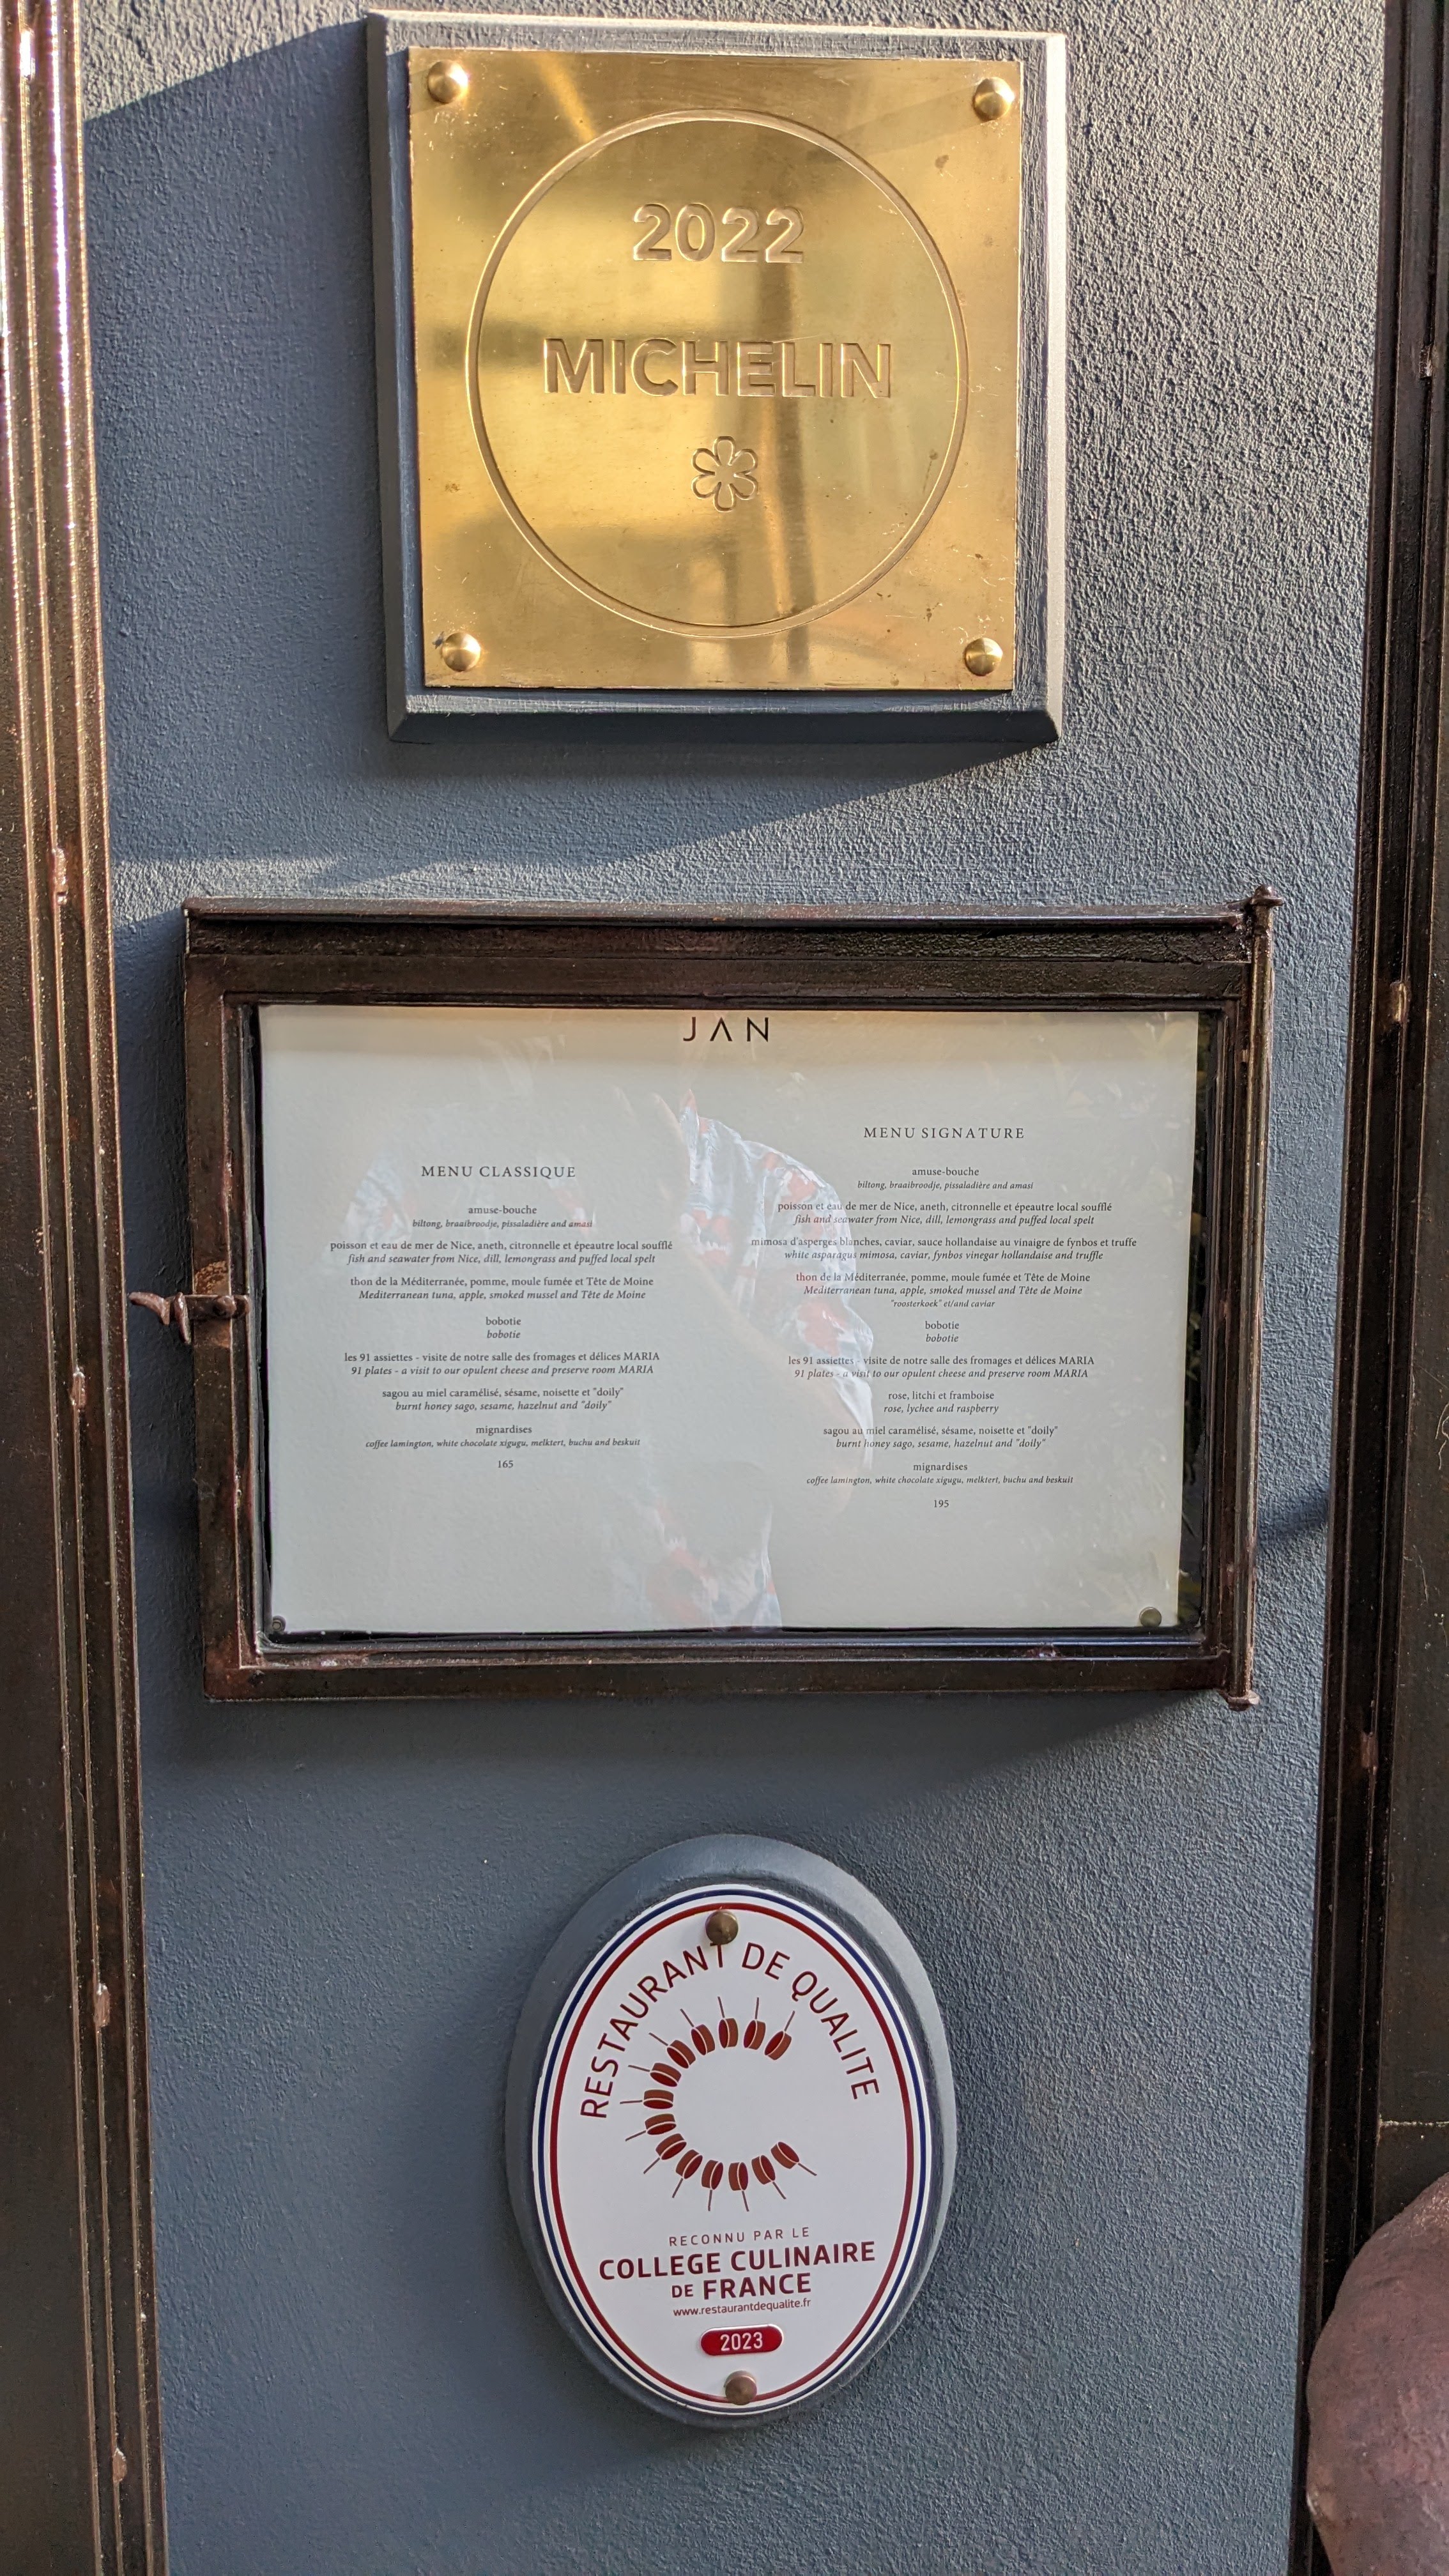 2022
MICHELIN
JAN
MENU CLASSIQUE
amuse-bouche
biltong, braaibroodje, pissaladière and amasi
poisson et eau de mer de Nice, aneth, citronnelle et épeautre local soufflé
fish and seawater from Nice, dill, lemongrass and puffed local spelt
thon de la Méditerranée, pomme, moule fumée et Tête de Moine
Mediterranean tuna, apple, smoked mussel and Tête de Moine
bobotie
bobotie
les 91 assiettes - visite de notre salle des fromages et délices MARIA
91 plates - a visit to our opulent cheese and preserve room MARIA
sagou au miel caramélisé, sésame, noisette et "doily"
burnt honey sago, sesame, hazelnut and "doily"
mignardises
coffee lamington, white chocolate xigugu, melktert, buchu and beskuit
165
MENU SIGNATURE
amuse-bouche
biltong, braaibroodje, pissaladière and amasi
poisson et eau de mer de Nice, aneth, citronnelle et épeautre local soufflé
fish and seawater from Nice, dill, lemongrass and puffed local spelt
mimosa d'asperges blanches, caviar, sauce hollandaise au vinaigre de fynbos et truffe
white asparagus mimosa, caviar, fynbos vinegar hollandaise and truffle
thon de la Méditerranée, pomme, moule fumée et Tête de Moine
Mediterranean tuna, apple, smoked mussel and Tête de Moine
"roosterkoek" et/and caviar
bobotie
bobotie
les 91 assiettes - visite de notre salle des fromages et délices MARIA
91 plates - a visit to our opulent cheese and preserve room MARIA
rose, litchi et framboise
rose, lychee and raspberry
sagou au miel caramélisé, sésame, noisette et "doily"
burnt honey sago, sesame, hazelnut and "doily"
mignardises
coffee lamington, white chocolate xigugu, melktert, buchu and beskuit
195
RESTAURANT DE QUALITE
RECONNU PAR LE
COLLEGE CULINAIRE
DE FRANCE
www.restaurantdequalite.fr
2023